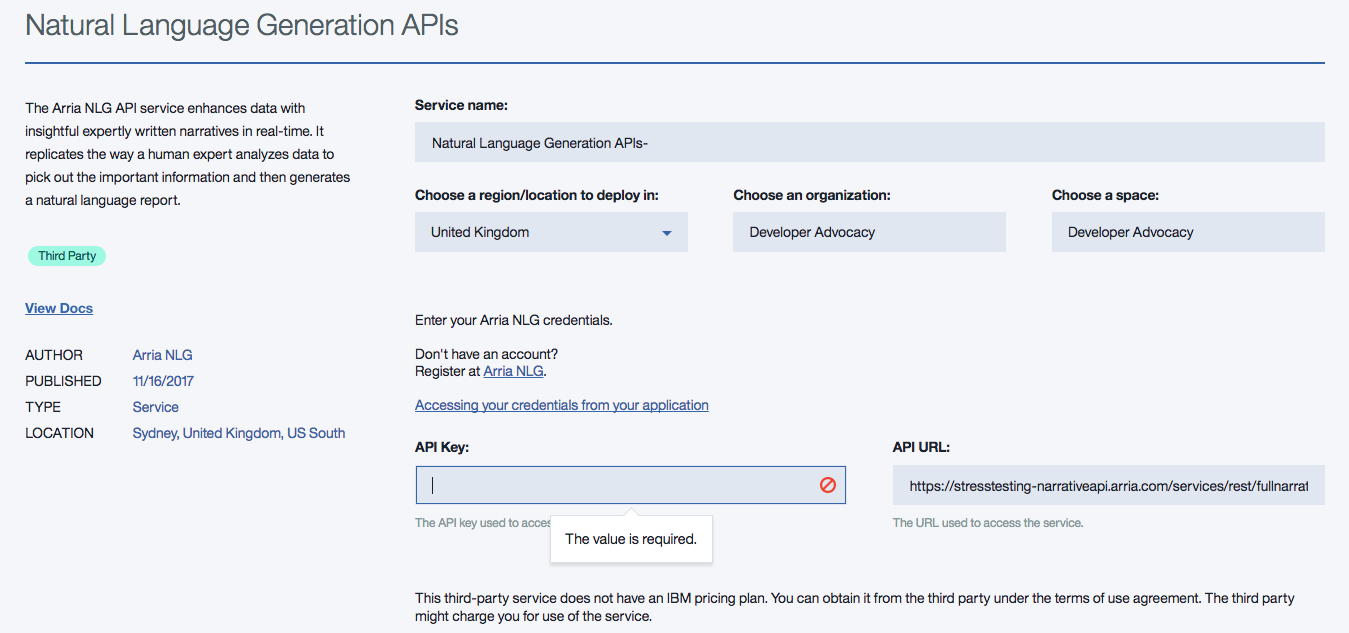 Natural Language Generation APIs
The Arria NLG API service enhances data with
insightful expertly written narratives in real-time. It
replicates the way a human expert analyzes data to
pick out the important information and then generates
a natural language report.
Third Party
View Docs
AUTHOR Arria NLG
PUBLISHED 11/16/2017
TYPE Service
LOCATION Sydney, United Kingdom, US South
Service name:
Natural Language Generation APIs-
Choose a region/location to deploy in: Choose an organization: Choose a space:
United Kingdom Developer Advocacy Developer Advocacy
Enter your Arria NLG credentials.
Don't have an account?
Register at Arria NLG.
Accessing your credentials from your application
API Key: API URL:
https://stresstesting-narrativeapi.arria.com/services/rest/fullnarrat
The API key used to acces The URL used to access the service.
The value is required.
This third-party service does not have an IBM pricing plan. You can obtain it from the third party under the terms of use agreement. The third party
might charge you for use of the service.